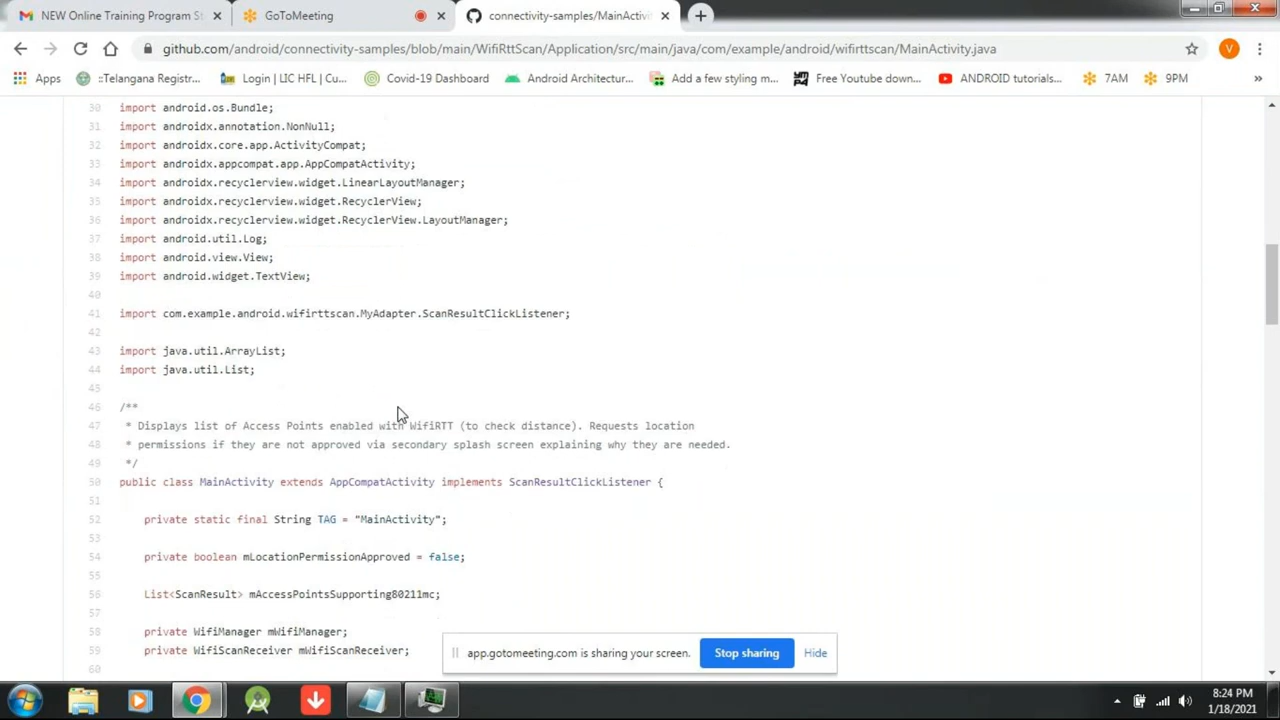 NEW Online Training Program St
GoToMeeting
connectivity-samples/MainActivi
github.com/android/connectivity-samples/blob/main/WifiRttScan/Application/src/main/java/com/example/android/wifirttscan/MainActivity.java
V
Apps
::Telangana Registr...
Login | LIC HFL | Cu...
Covid-19 Dashboard
Android Architectur...
Add a few styling m...
Free Youtube down...
ANDROID tutorials...
7AM
9PM
»
30 import android.os.Bundle;
31 import androidx.annotation.NonNull;
32 import androidx.core.app.ActivityCompat;
33 import androidx.appcompat.app.AppCompatActivity;
34 import androidx.recyclerview.widget.LinearLayoutManager;
35 import androidx.recyclerview.widget.RecyclerView;
36 import androidx.recyclerview.widget.RecyclerView.LayoutManager;
37 import android.util.Log;
38 import android.view.View;
39 import android.widget.TextView;
40
41 import com.example.android.wifirttscan.MyAdapter.ScanResultClickListener;
42
43 import java.util.ArrayList;
44 import java.util.List;
45
46 /**
47 * Displays list of Access Points enabled with WifiRTT (to check distance). Requests location
48 * permissions if they are not approved via secondary splash screen explaining why they are needed.
49 */
50 public class MainActivity extends AppCompatActivity implements ScanResultClickListener {
51
52 private static final String TAG = "MainActivity";
53
54 private boolean mLocationPermissionApproved = false;
55
56 List<ScanResult> mAccessPointsSupporting80211mc;
57
58 private WifiManager mWifiManager;
59 private WifiScanReceiver mWifiScanReceiver;
60
app.gotomeeting.com is sharing your screen.
Stop sharing
Hide
8:24 PM
1/18/2021